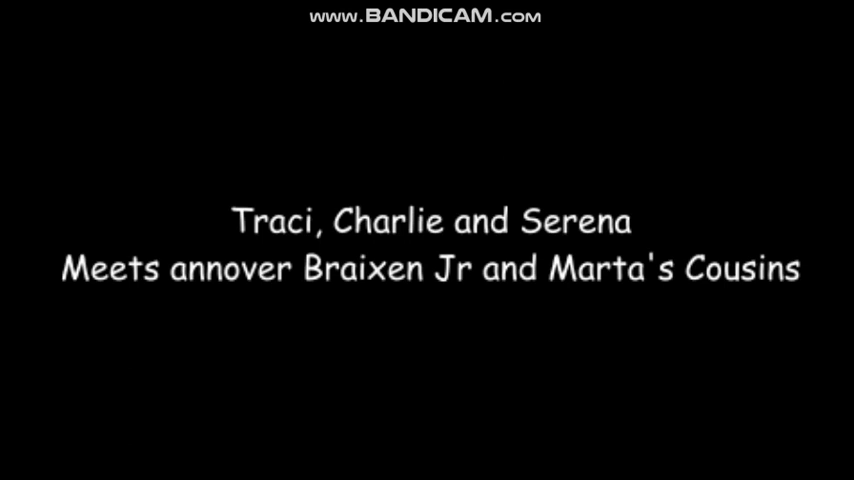 www.BANDICAM.com
Traci, Charlie and Serena
Meets annover Braixen Jr and Marta's Cousins